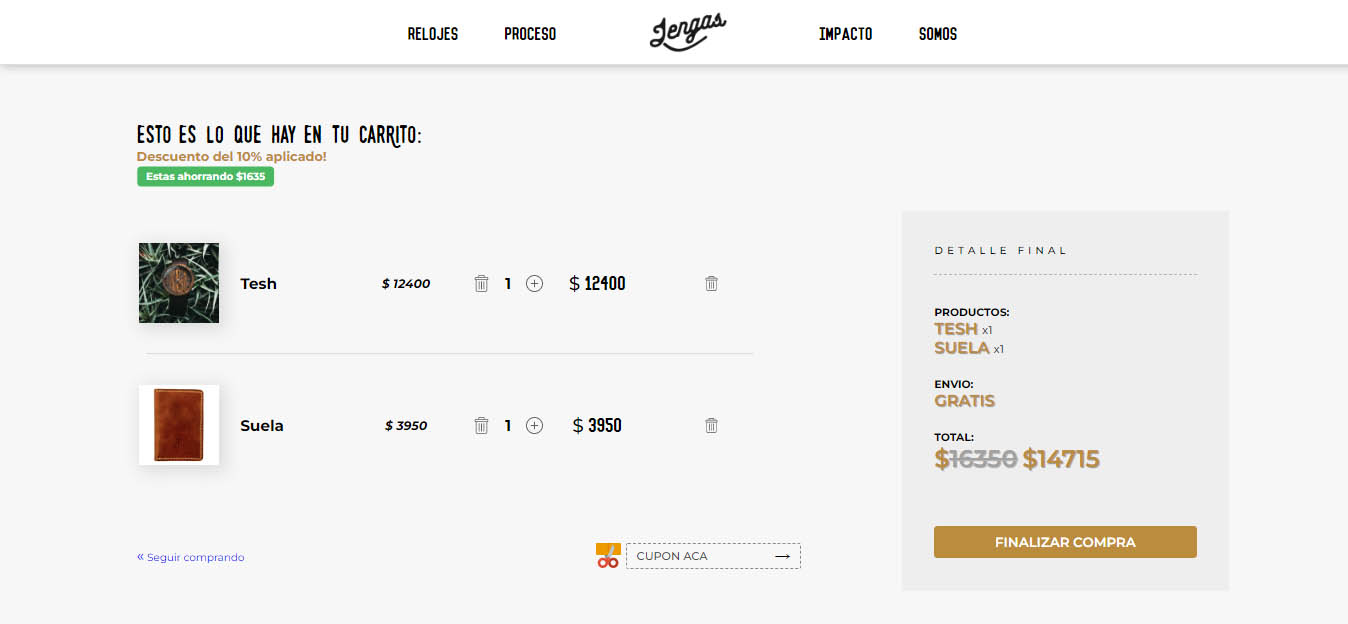 RELOJES PROCESO Jengas IMPACTO SOMOS
ESTO ES LO QUE HAY EN TU CARRITO:
Descuento del 10% aplicado!
Estas ahorrando $1635
Tesh $ 12400 1 $ 12400
Suela $ 3950 1 $ 3950
« Seguir comprando
CUPON ACA →
DETALLE FINAL
PRODUCTOS:
TESH x1
SUELA x1
ENVIO:
GRATIS
TOTAL:
$16350 $14715
FINALIZAR COMPRA